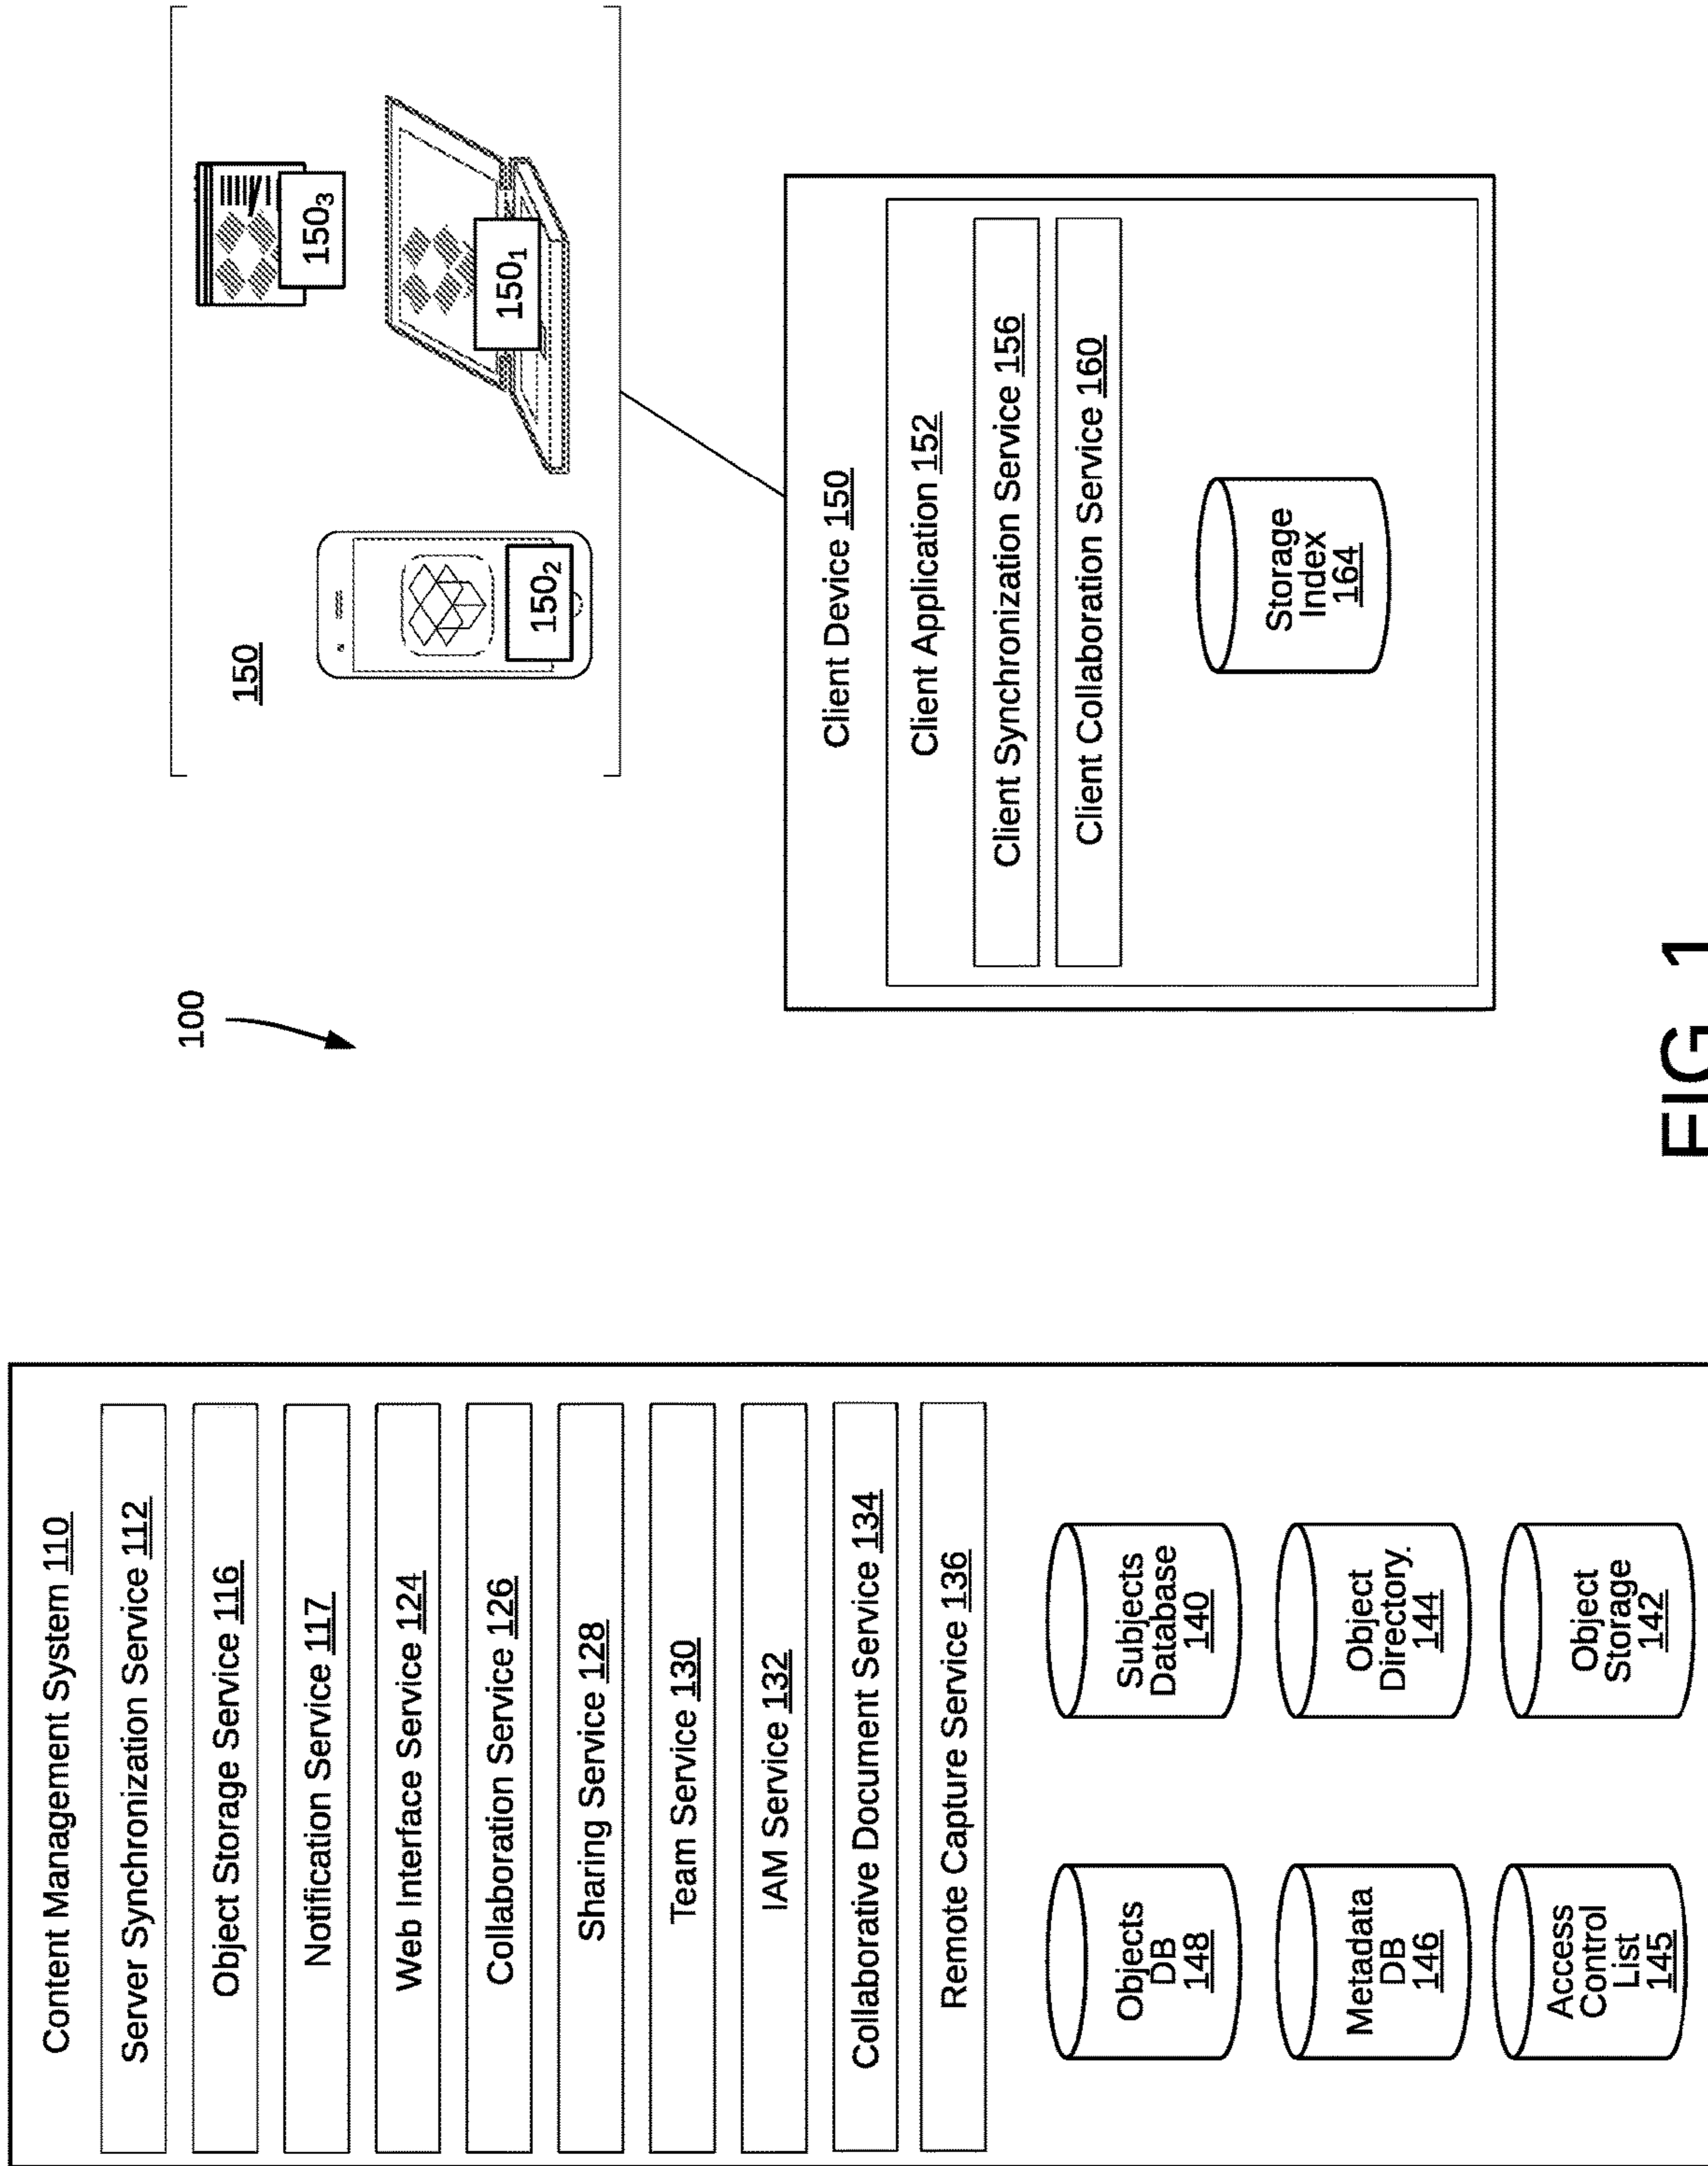 Content Management System 110
Server Synchronization Service 112
Object Storage Service 116
Notification Service 117
Web Interface Service 124
Collaboration Service 126
Sharing Service 128
Team Service 130
IAM Service 132
Collaborative Document Service 134
Remote Capture Service 136
Objects
DB
148
Subjects
Database
140
Metadata
DB
146
Object
Directory.
144
Access
Control
List
145
Object
Storage
142
100
150
150₂
150₃
150₁
Client Device 150
Client Application 152
Client Synchronization Service 156
Client Collaboration Service 160
Storage
Index
164
FIG. 1